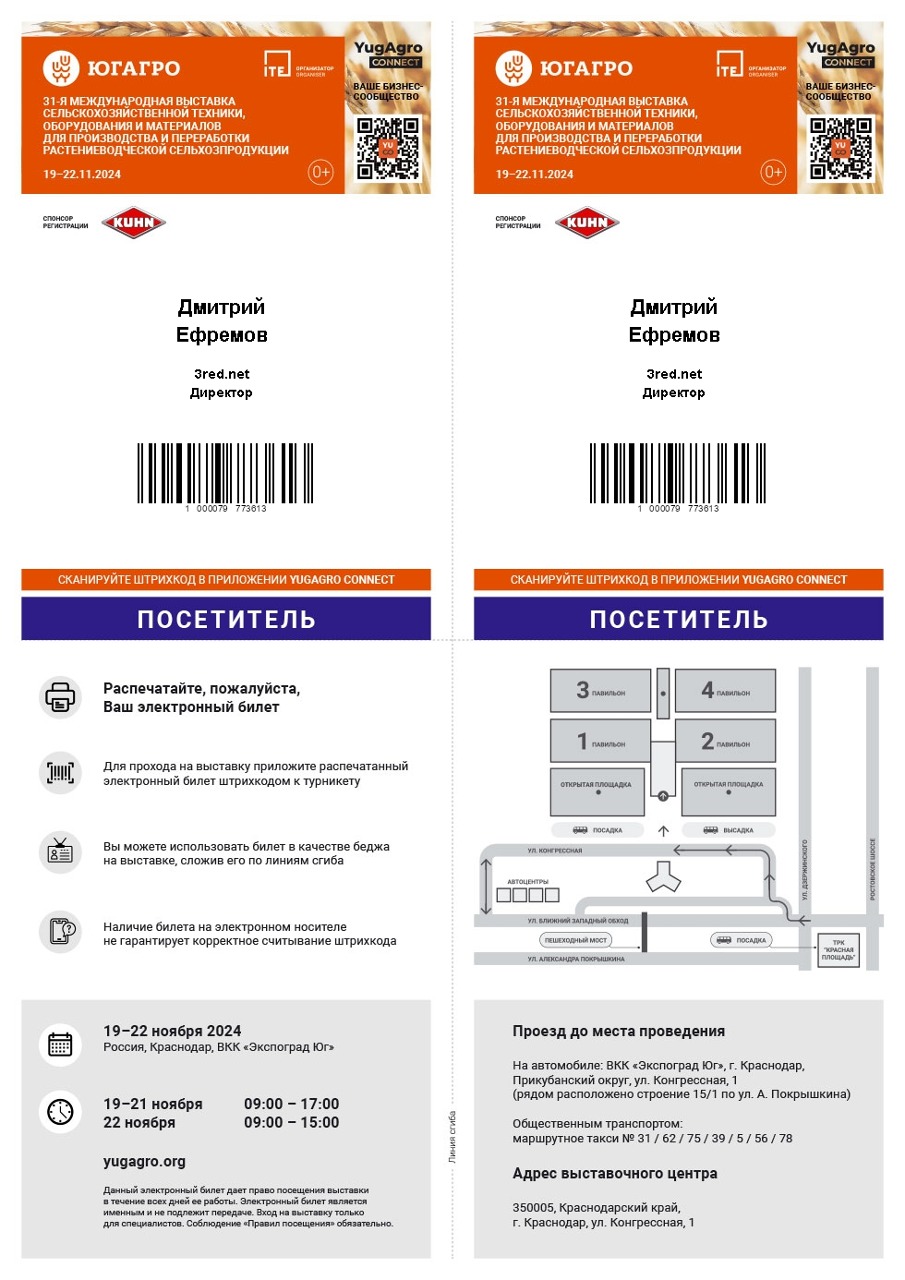 ЮГАГРО
ITE ОРГАНИЗАТОР
ORGANISER
31-Я МЕЖДУНАРОДНАЯ ВЫСТАВКА
СЕЛЬСКОХОЗЯЙСТВЕННОЙ ТЕХНИКИ,
ОБОРУДОВАНИЯ И МАТЕРИАЛОВ
ДЛЯ ПРОИЗВОДСТВА И ПЕРЕРАБОТКИ
РАСТЕНИЕВОДЧЕСКОЙ СЕЛЬХОЗПРОДУКЦИИ
19–22.11.2024
0+
YugAgro
CONNECT
ВАШЕ БИЗНЕС-
СООБЩЕСТВО
YU
GO
СПОНСОР
РЕГИСТРАЦИИ
KUHN
Дмитрий
Ефремов
3red.net
Директор
1 000079 773613
СКАНИРУЙТЕ ШТРИХКОД В ПРИЛОЖЕНИИ YUGAGRO CONNECT
ПОСЕТИТЕЛЬ
ЮГАГРО
ITE ОРГАНИЗАТОР
ORGANISER
31-Я МЕЖДУНАРОДНАЯ ВЫСТАВКА
СЕЛЬСКОХОЗЯЙСТВЕННОЙ ТЕХНИКИ,
ОБОРУДОВАНИЯ И МАТЕРИАЛОВ
ДЛЯ ПРОИЗВОДСТВА И ПЕРЕРАБОТКИ
РАСТЕНИЕВОДЧЕСКОЙ СЕЛЬХОЗПРОДУКЦИИ
19–22.11.2024
0+
YugAgro
CONNECT
ВАШЕ БИЗНЕС-
СООБЩЕСТВО
YU
GO
СПОНСОР
РЕГИСТРАЦИИ
KUHN
Дмитрий
Ефремов
3red.net
Директор
1 000079 773613
СКАНИРУЙТЕ ШТРИХКОД В ПРИЛОЖЕНИИ YUGAGRO CONNECT
ПОСЕТИТЕЛЬ
Распечатайте, пожалуйста,
Ваш электронный билет
Для прохода на выставку приложите распечатанный
электронный билет штрихкодом к турникету
Вы можете использовать билет в качестве беджа
на выставке, сложив его по линиям сгиба
Наличие билета на электронном носителе
не гарантирует корректное считывание штрихкода
3 ПАВИЛЬОН
4 ПАВИЛЬОН
1 ПАВИЛЬОН
2 ПАВИЛЬОН
ОТКРЫТАЯ ПЛОЩАДКА
ОТКРЫТАЯ ПЛОЩАДКА
ПОСАДКА
ВЫСАДКА
УЛ. КОНГРЕССНАЯ
АВТОЦЕНТРЫ
УЛ. ДЗЕРЖИНСКОГО
РОСТОВСКОЕ ШОССЕ
УЛ. БЛИЖНИЙ ЗАПАДНЫЙ ОБХОД
ПЕШЕХОДНЫЙ МОСТ
ПОСАДКА
ТРК
"КРАСНАЯ
ПЛОЩАДЬ"
УЛ. АЛЕКСАНДРА ПОКРЫШКИНА
19–22 ноября 2024
Россия, Краснодар, ВКК «Экспоград Юг»
19–21 ноября 09:00 – 17:00
22 ноября 09:00 – 15:00
yugagro.org
Данный электронный билет дает право посещения выставки
в течение всех дней ее работы. Электронный билет является
именным и не подлежит передаче. Вход на выставку только
для специалистов. Соблюдение «Правил посещения» обязательно.
Линия сгиба
Проезд до места проведения
На автомобиле: ВКК «Экспоград Юг», г. Краснодар,
Прикубанский округ, ул. Конгрессная, 1
(рядом расположено строение 15/1 по ул. А. Покрышкина)
Общественным транспортом:
маршрутное такси № 31 / 62 / 75 / 39 / 5 / 56 / 78
Адрес выставочного центра
350005, Краснодарский край,
г. Краснодар, ул. Конгрессная, 1